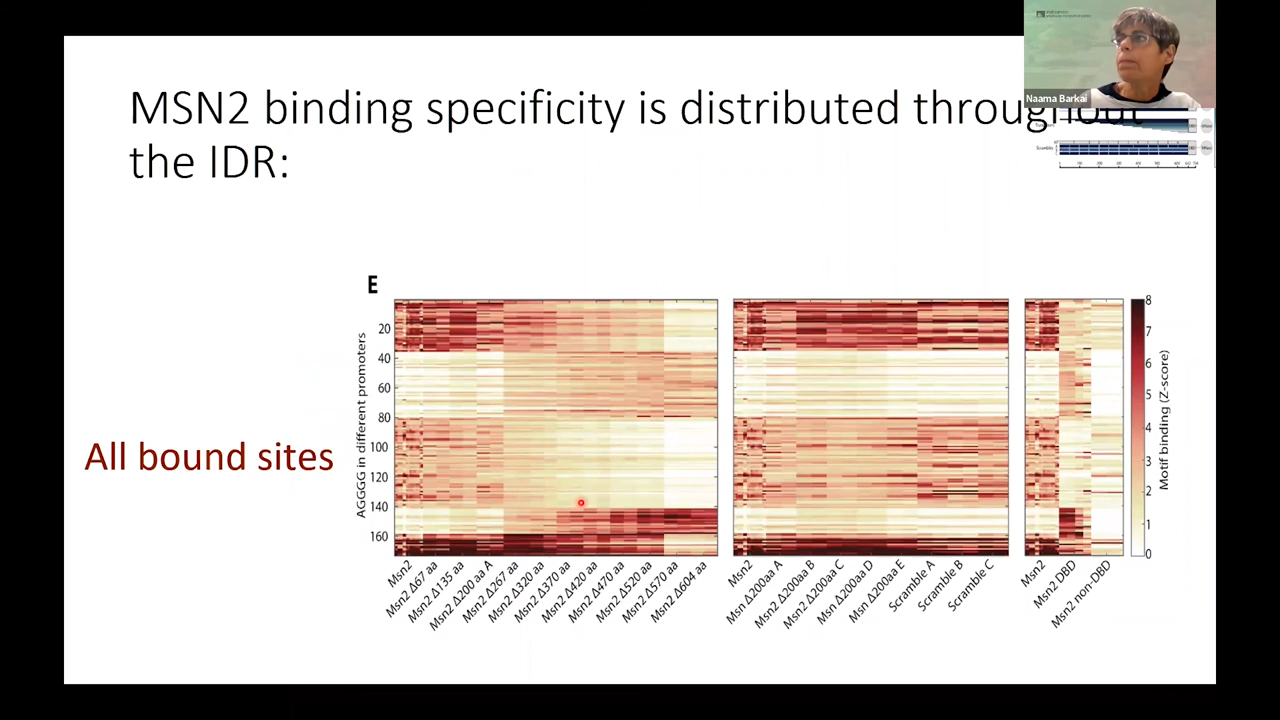 Naama Barkai
MSN2 binding specificity is distributed throughout
the IDR:
Scramble
E
All bound sites
AGGGG in different promoters
20
40
60
80
100
120
140
160
Msn2
Msn2 Δ67 aa
Msn2 Δ135 aa
Msn2 Δ200 aa A
Msn2 Δ267 aa
Msn2 Δ320 aa
Msn2 Δ370 aa
Msn2 Δ420 aa
Msn2 Δ470 aa
Msn2 Δ520 aa
Msn2 Δ570 aa
Msn2 Δ604 aa
Msn2
Msn Δ200aa A
Msn2 Δ200aa B
Msn2 Δ200aa C
Msn2 Δ200aa D
Msn Δ200aa E
Scramble A
Scramble B
Scramble C
Msn2
Msn2 DBD
Msn2 non-DBD
8
7
6
5
4
3
2
1
0
Motif binding (Z-score)